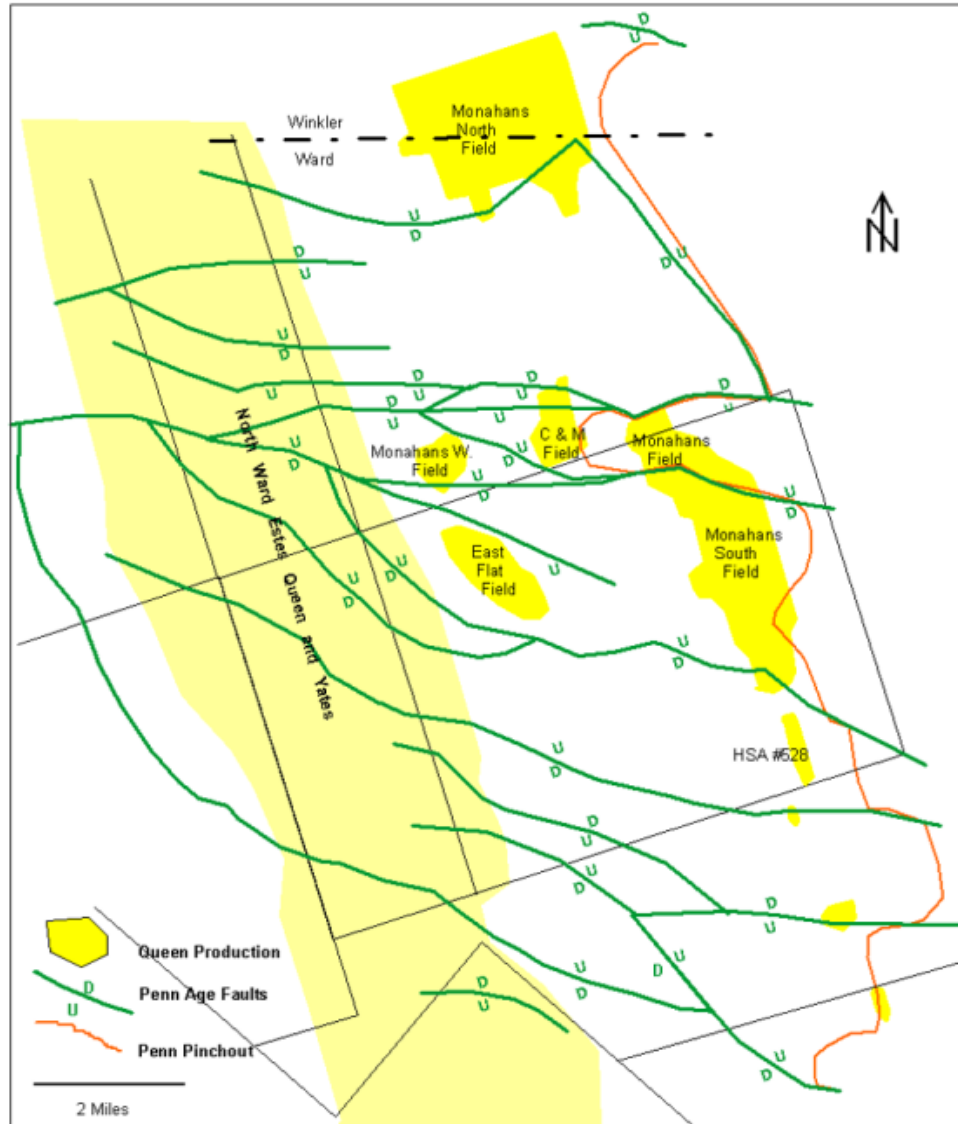 Monahans
North
Field
Winkler
Ward
N
D
U
U
D
D
U
D
U
U
D
D
U
D
U
D
U
D
U
U
D
D
U
U
D
Monahans W.
Field
C & M
Field
Monahans
Field
D
U
U
D
U
D
North Ward Estes Queen and Yates
East
Flat
Field
Monahans
South
Field
U
U
D
U
D
U
D
HSA #528
U
D
D
U
U
D
D
U
D
U
U
D
D
U
U
D
Queen Production
D
U
Penn Age Faults
Penn Pinchout
2 Miles